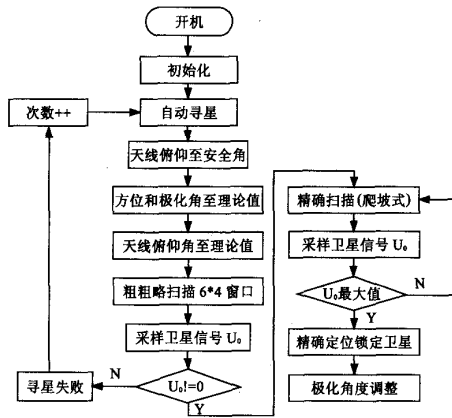 开机
初始化
次数++
自动寻星
天线俯仰至安全角
方位和极化角至理论值
天线俯仰角至理论值
粗粗略扫描 6*4 窗口
采样卫星信号 U₀
N
寻星失败
U₀!=0
Y
精确扫描(爬坡式)
采样卫星信号 U₀
U₀最大值
N
Y
精确定位锁定卫星
极化角度调整